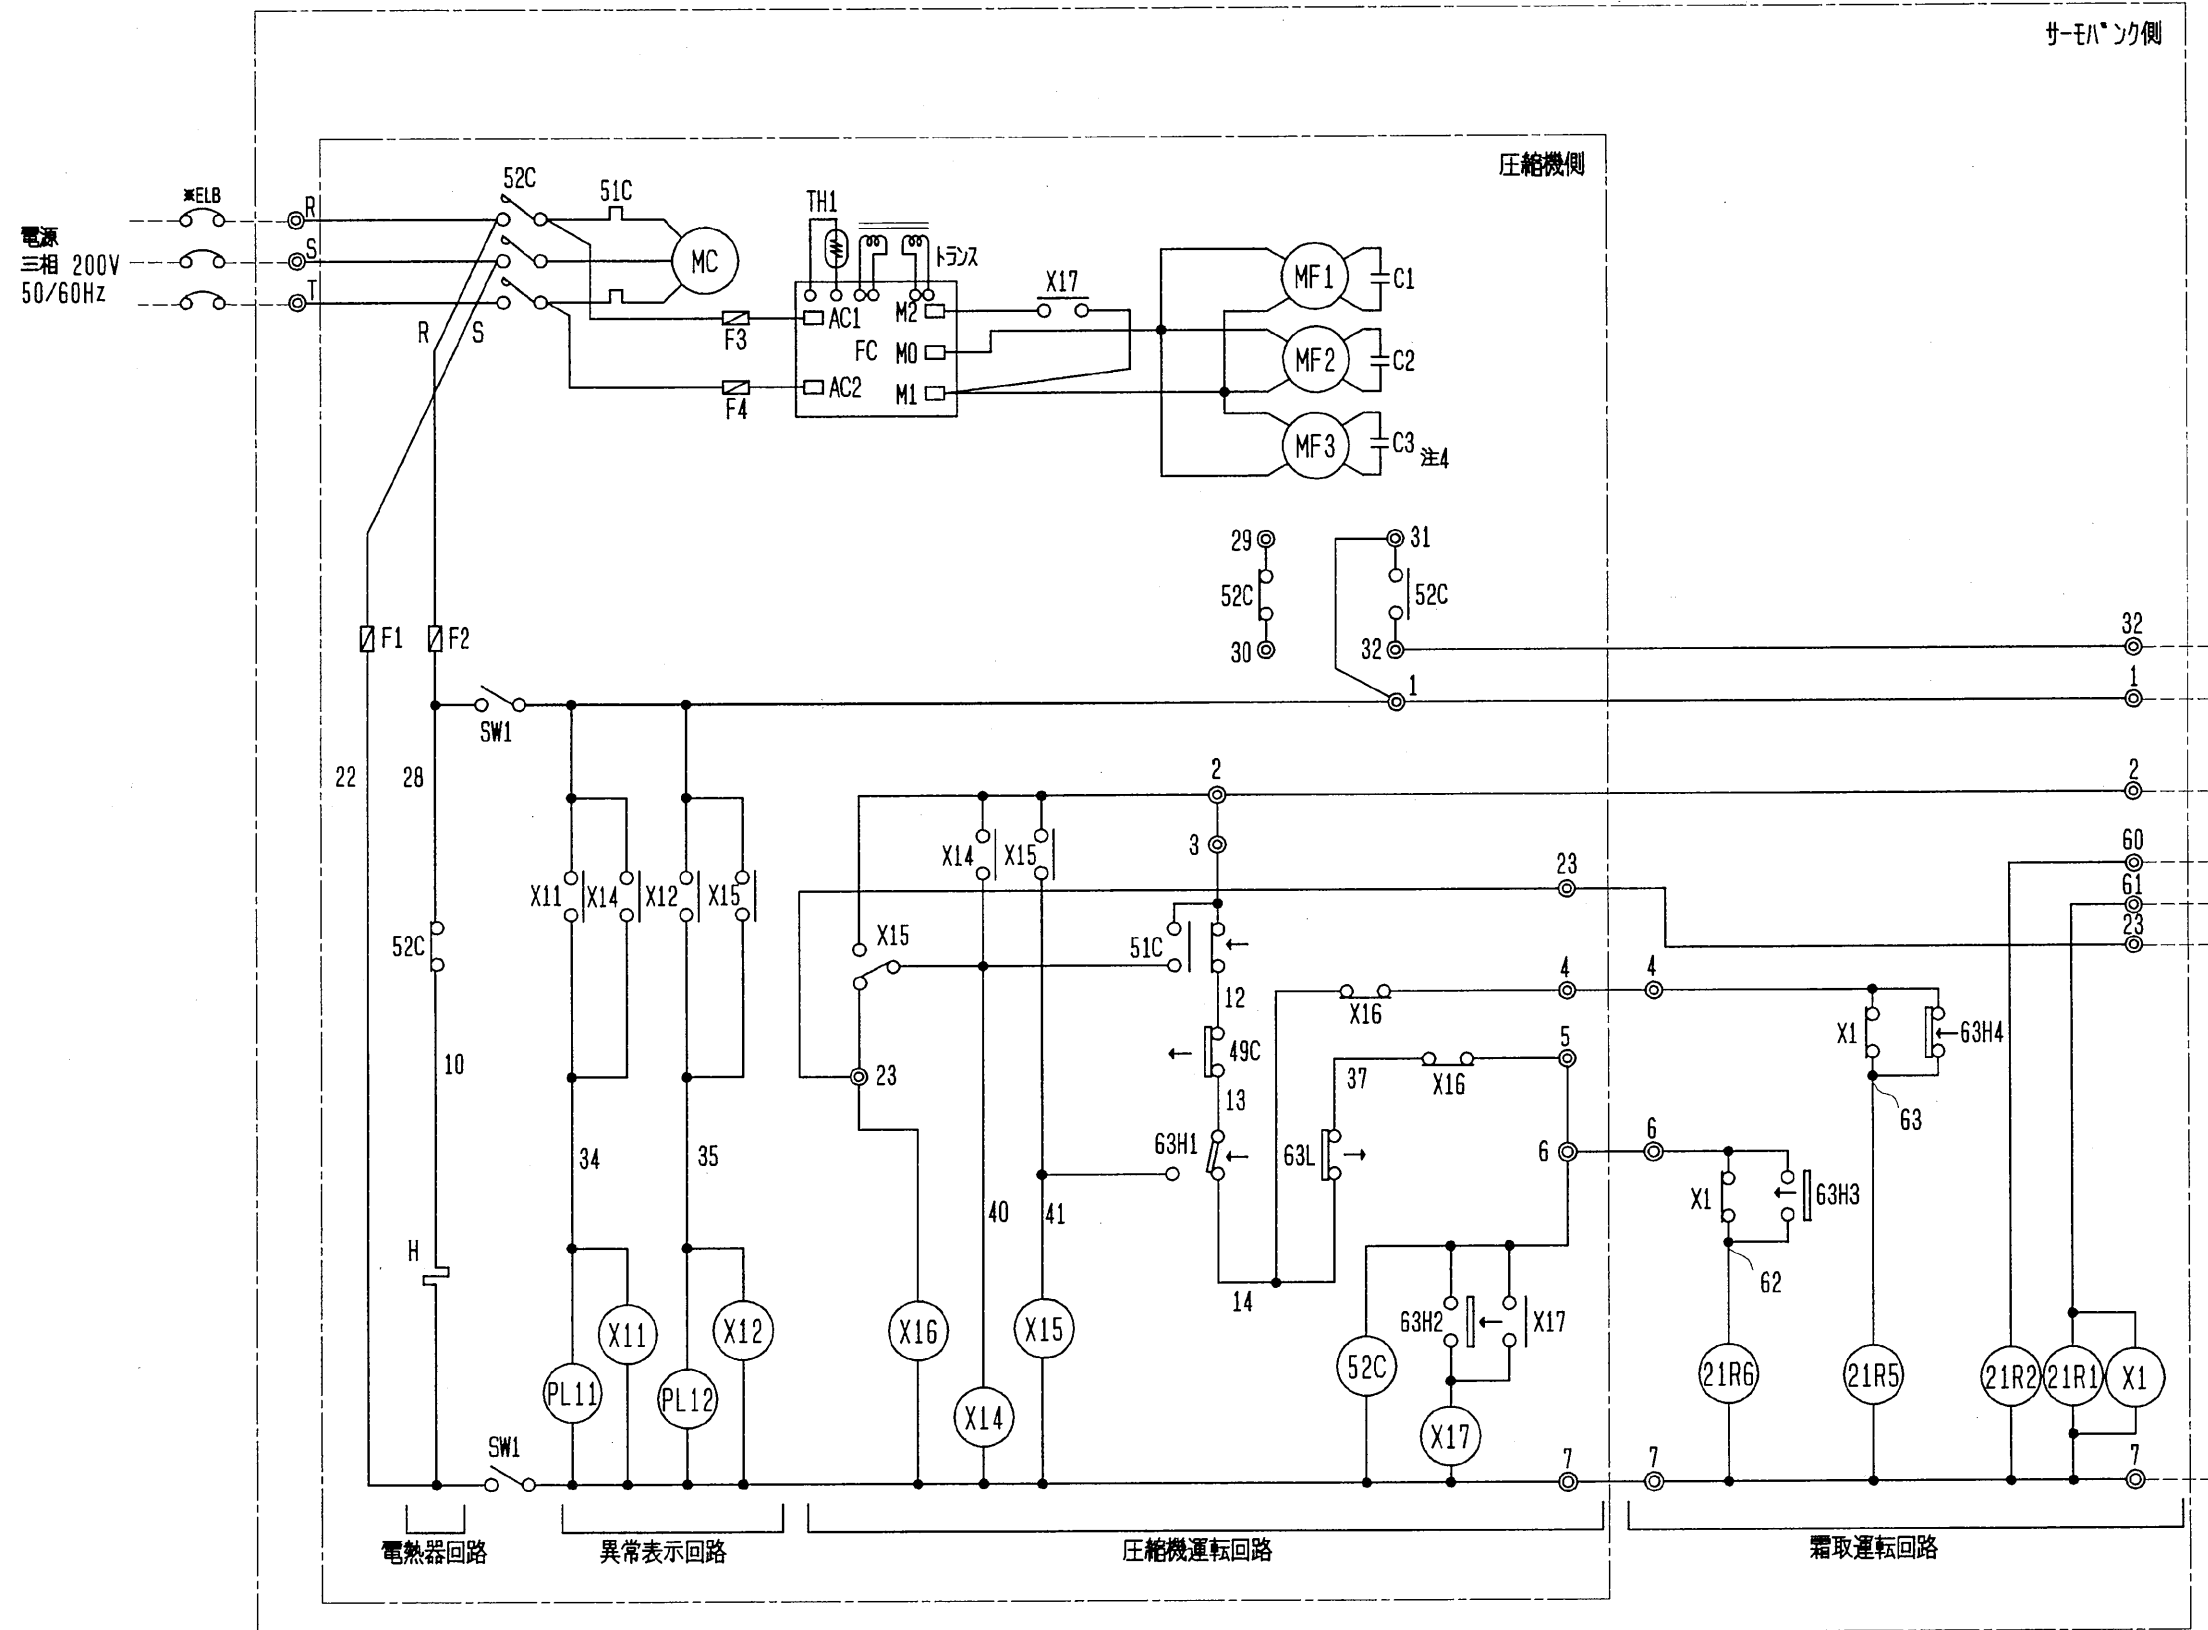 サーモバンク側
圧縮機側
※ELB
電源
三相 200V
50/60Hz
R
S
T
52C
51C
MC
R
S
TH1
トランス
F3
F4
AC1
FC
AC2
M2
M0
M1
X17
MF1
C1
MF2
C2
MF3
C3
注4
29
52C
30
31
52C
32
32
F1
F2
1
1
SW1
22
28
2
2
3
X14
X15
60
61
23
23
X11
X14
X12
X15
52C
X15
51C
12
4
4
X16
X1
63H4
49C
5
10
23
13
37
X16
63
34
35
63H1
63L
6
6
X1
63H3
40
41
H
14
62
63H2
X17
X11
X12
X16
X15
52C
PL11
PL12
X14
X17
21R6
21R5
21R2
21R1
X1
SW1
7
7
7
電熱器回路
異常表示回路
圧縮機運転回路
霜取運転回路